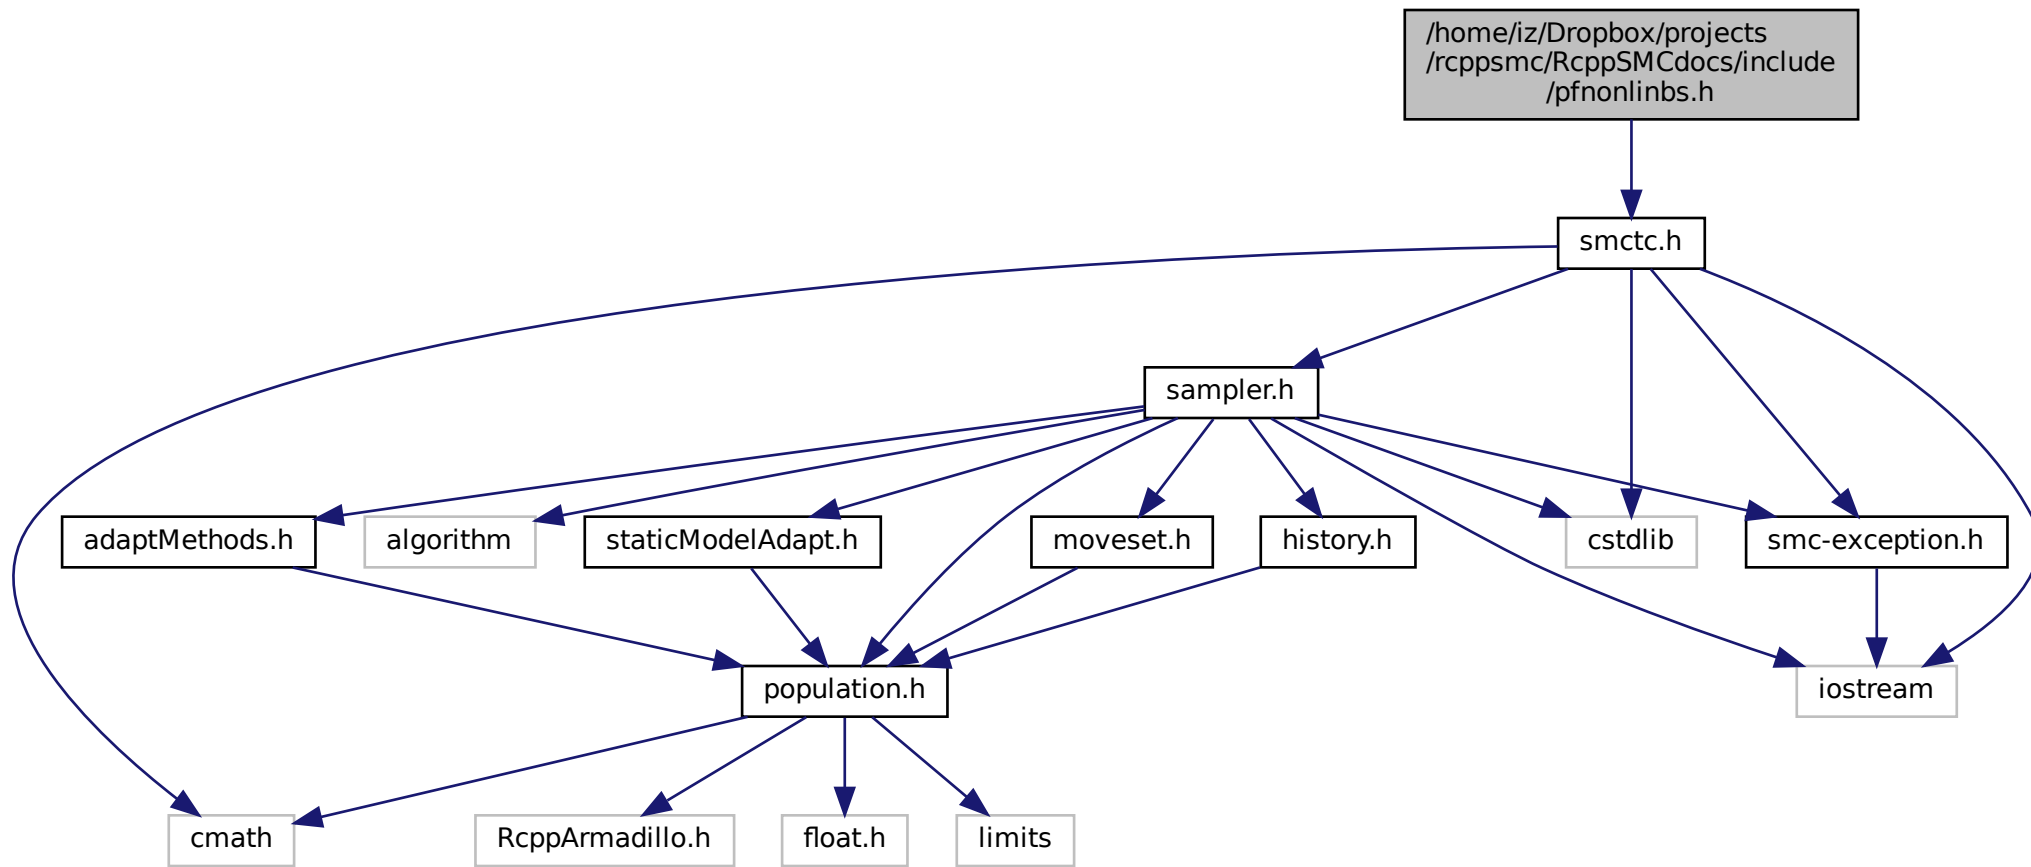 /home/iz/Dropbox/projects
/rcppsmc/RcppSMCdocs/include
/pfnonlinbs.h
smctc.h
sampler.h
adaptMethods.h
algorithm
staticModelAdapt.h
moveset.h
history.h
cstdlib
smc-exception.h
population.h
iostream
cmath
RcppArmadillo.h
float.h
limits